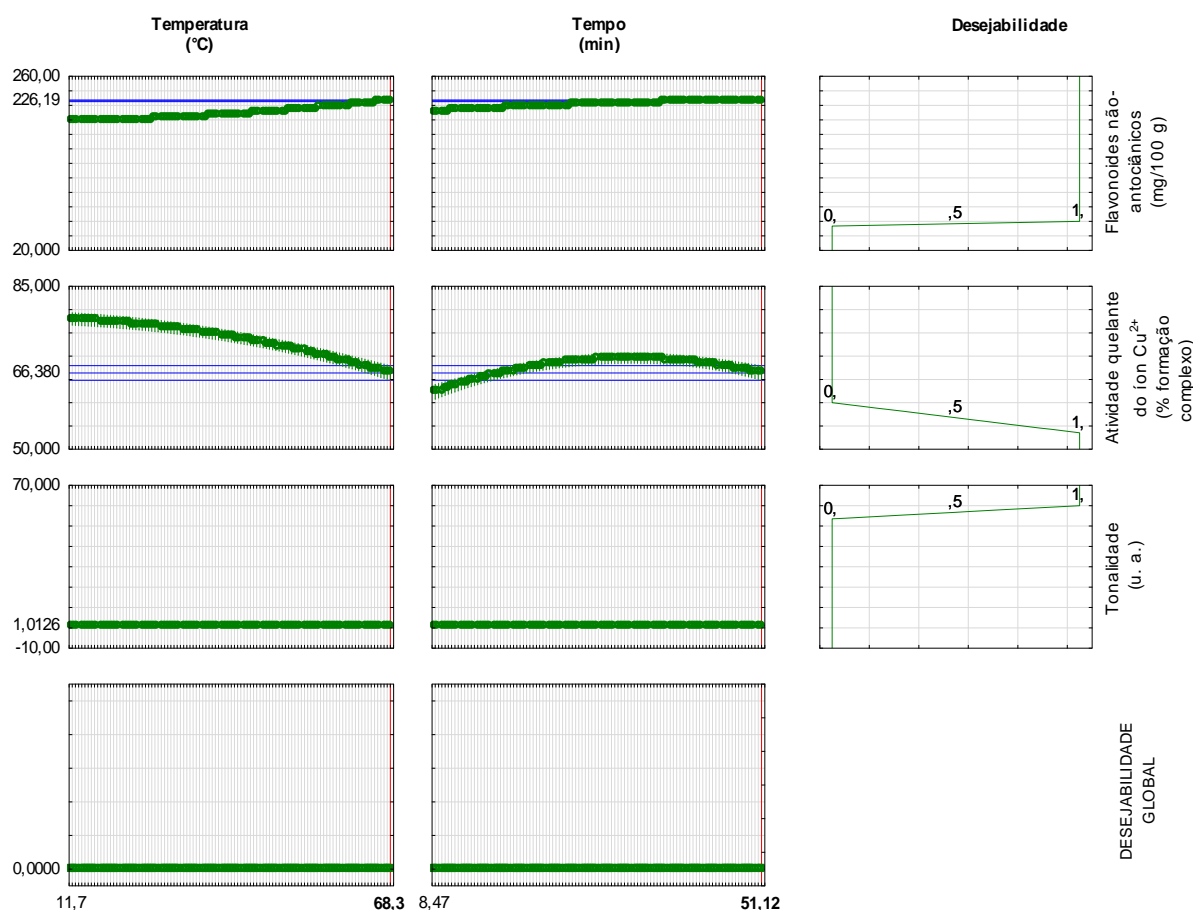 Temperatura
(°C)
Tempo
(min)
Desejabilidade
260,00
226,19
20,000
0,
,5
1,
Flavonoides não-
antociânicos
(mg/100 g)
85,000
66,380
50,000
0,
,5
1,
Atividade quelante
do íon Cu²⁺
(% formação
complexo)
70,000
1,0126
-10,00
0,
,5
1,
Tonalidade
(u. a.)
0,0000
DESEJABILIDADE
GLOBAL
11,7
68,3
8,47
51,12